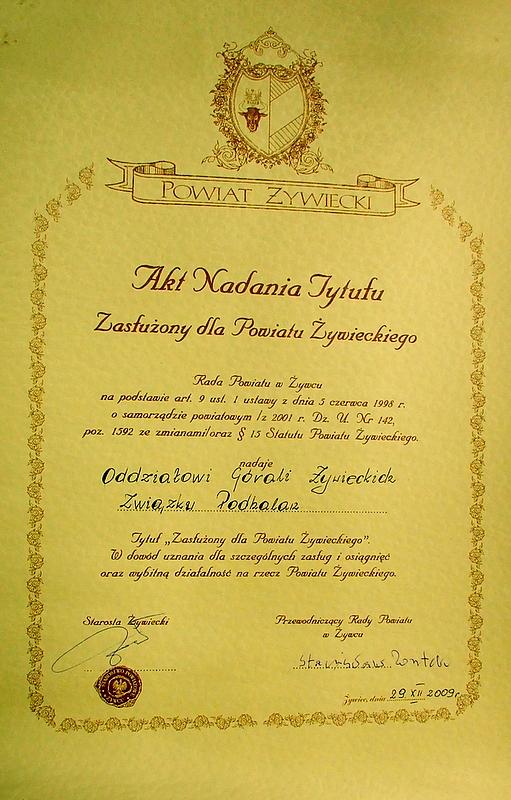 POWIAT ŻYWIECKI
Akt Nadania Tytułu
Zasłużony dla Powiatu Żywieckiego
Rada Powiatu w Żywcu
na podstawie art. 9 ust. 1 ustawy z dnia 5 czerwca 1998 r.
o samorządzie powiatowym /z 2001 r. Dz. U. Nr 142,
poz. 1592 ze zmianami/oraz § 15 Statutu Powiatu Żywieckiego.
nadaje
Oddziałowi Górali Żywieckich
Związku Podhalan
Tytuł „Zasłużony dla Powiatu Żywieckiego”.
W dowód uznania dla szczególnych zasług i osiągnięć
oraz wybitną działalność na rzecz Powiatu Żywieckiego.
Starosta Żywiecki
Przewodniczący Rady Powiatu
w Żywcu
Stanisław
Żywiec, dnia 29 XII 2009 r.